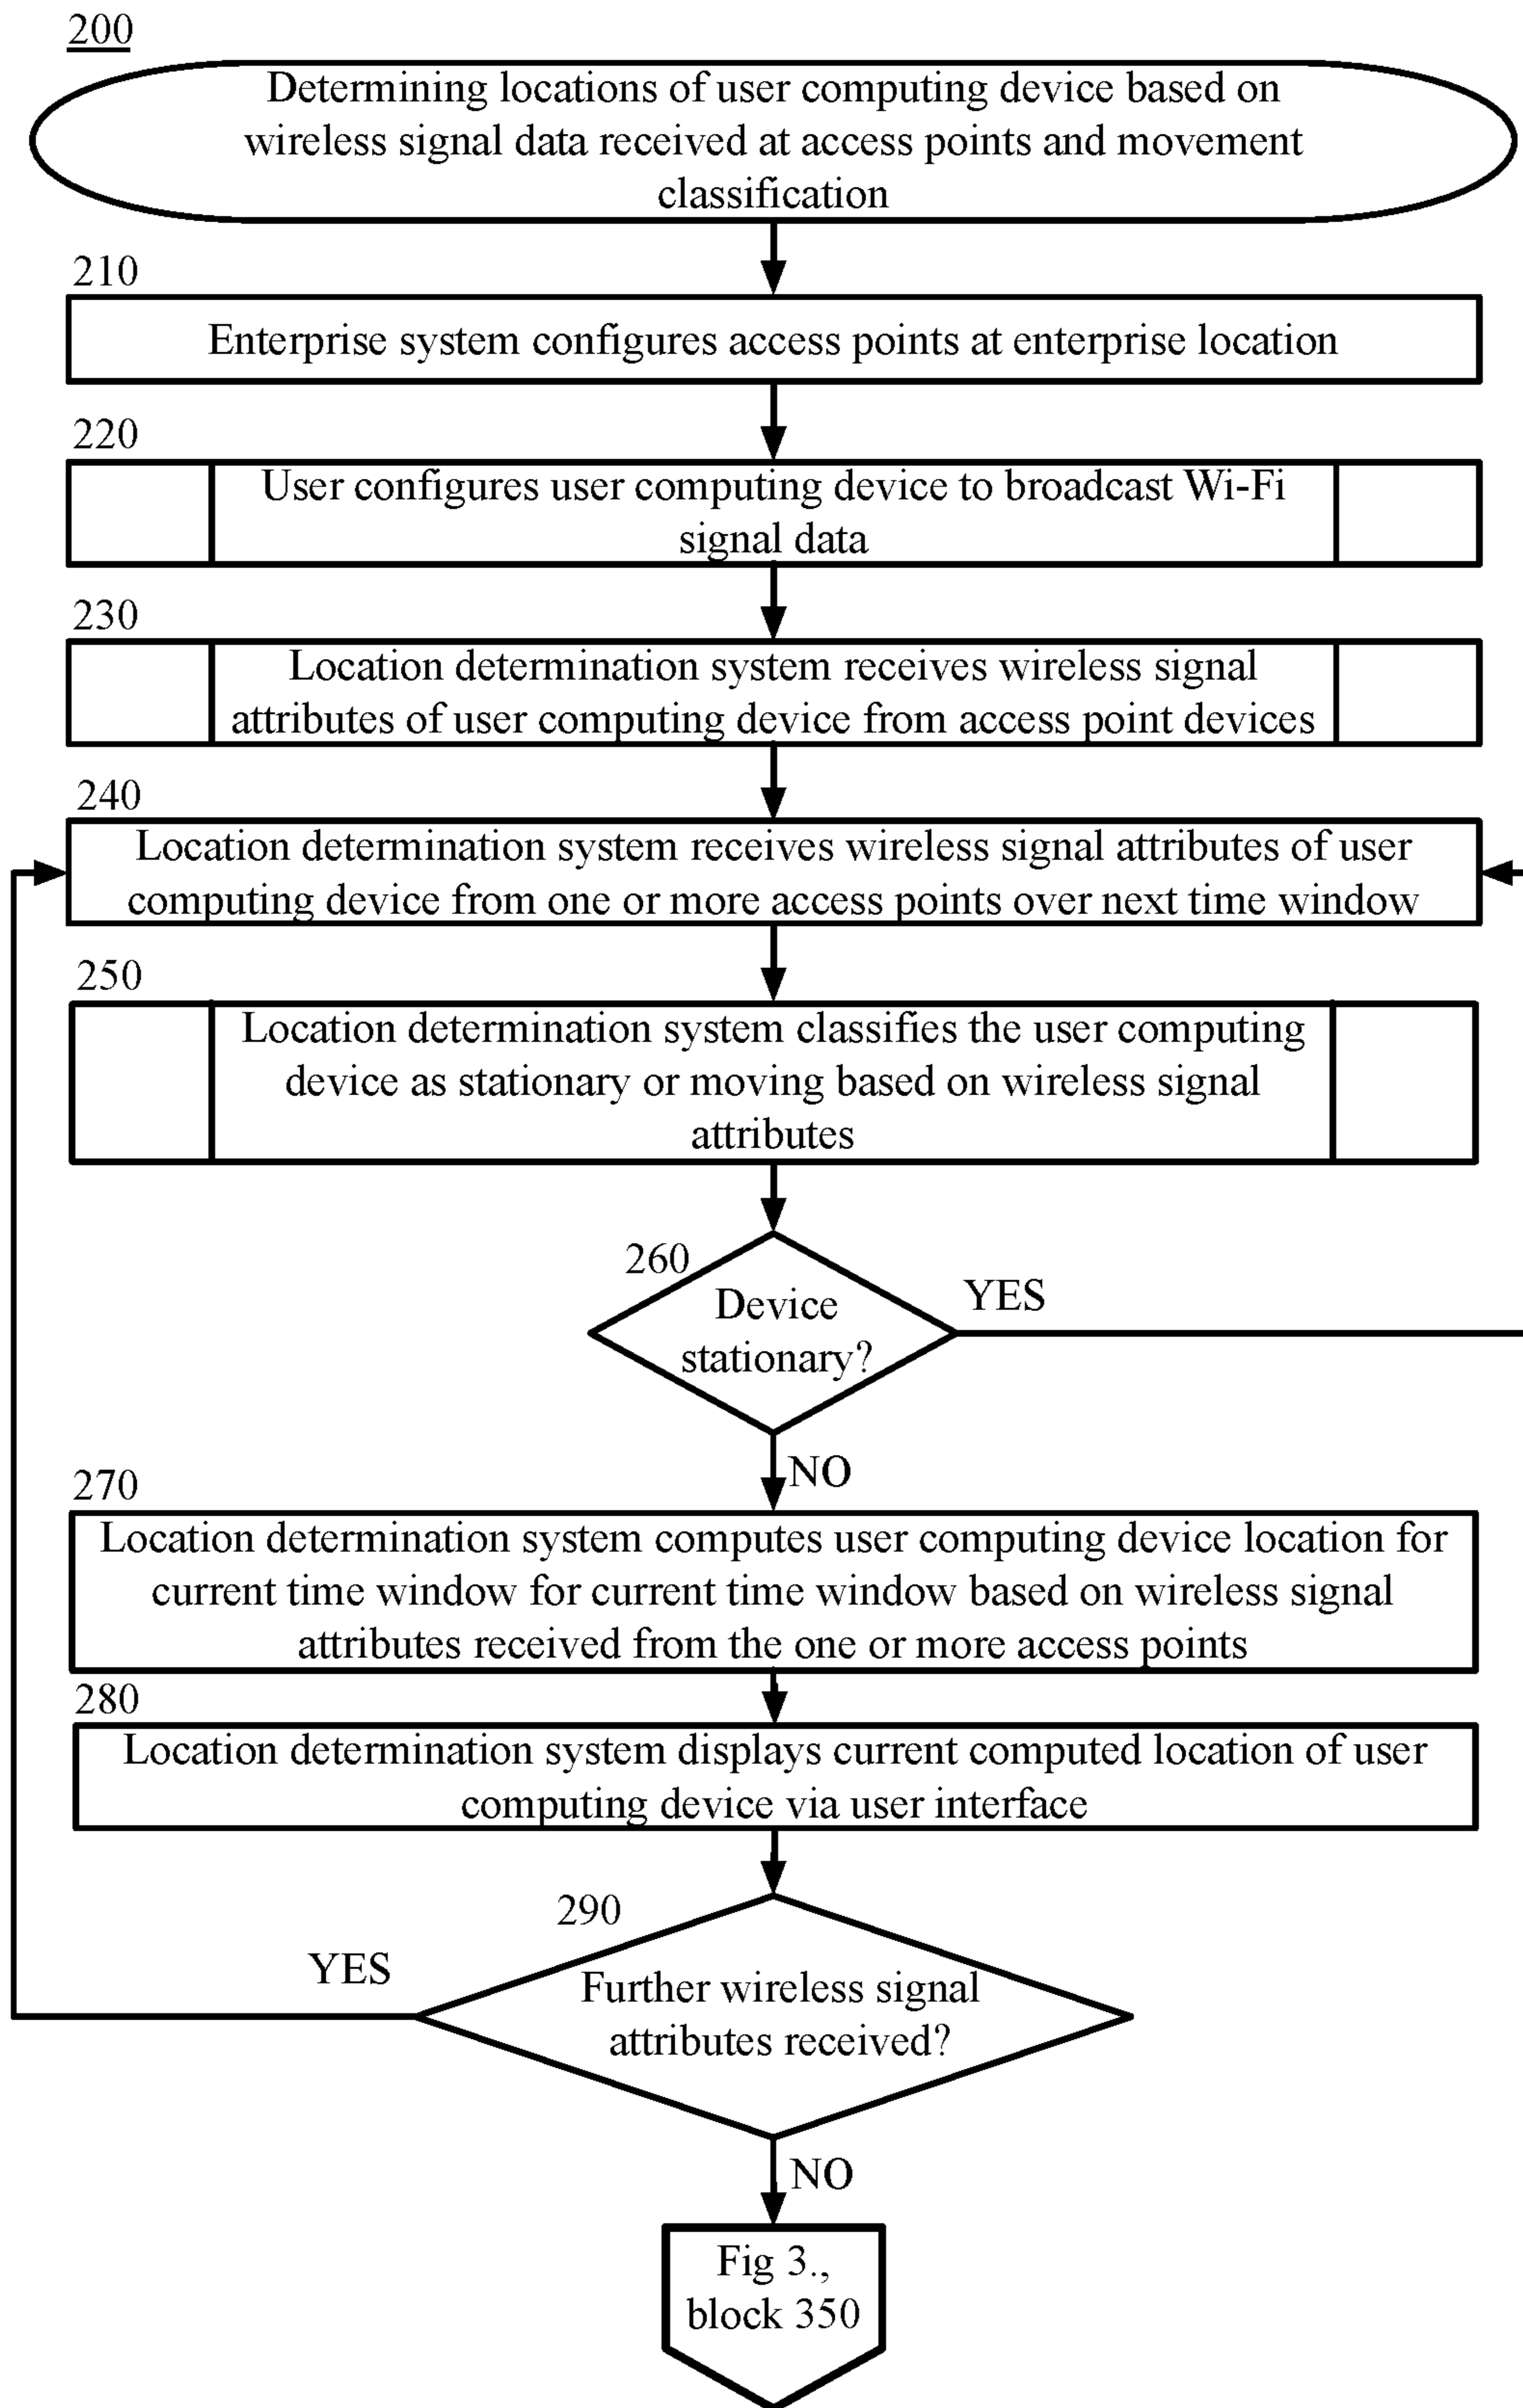 200
Determining locations of user computing device based on
wireless signal data received at access points and movement
classification
210
Enterprise system configures access points at enterprise location
220
User configures user computing device to broadcast Wi-Fi
signal data
230
Location determination system receives wireless signal
attributes of user computing device from access point devices
240
Location determination system receives wireless signal attributes of user
computing device from one or more access points over next time window
250
Location determination system classifies the user computing
device as stationary or moving based on wireless signal
attributes
260
Device
stationary?
YES
NO
270
Location determination system computes user computing device location for
current time window for current time window based on wireless signal
attributes received from the one or more access points
280
Location determination system displays current computed location of user
computing device via user interface
290
Further wireless signal
attributes received?
YES
NO
Fig 3.,
block 350